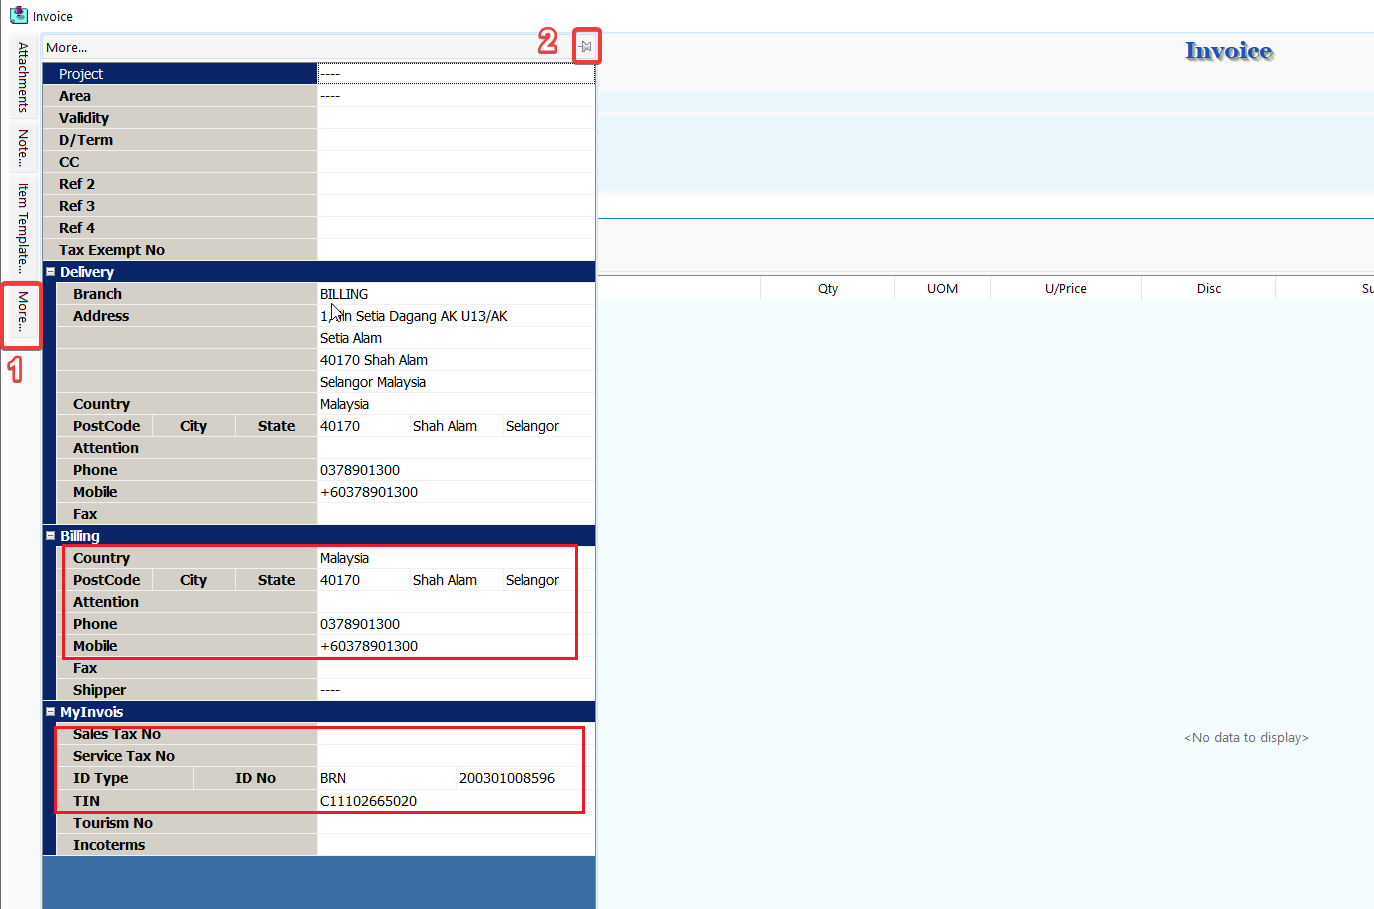 Invoice
Attachments
Note...
Item Template...
More...
1
More...
2
Project ----
Area ----
Validity
D/Term
CC
Ref 2
Ref 3
Ref 4
Tax Exempt No
Delivery
Branch BILLING
Address 1, Jln Setia Dagang AK U13/AK
Setia Alam
40170 Shah Alam
Selangor Malaysia
Country Malaysia
PostCode City State 40170 Shah Alam Selangor
Attention
Phone 0378901300
Mobile +60378901300
Fax
Billing
Country Malaysia
PostCode City State 40170 Shah Alam Selangor
Attention
Phone 0378901300
Mobile +60378901300
Fax
Shipper ----
MyInvois
Sales Tax No
Service Tax No
ID Type ID No BRN 200301008596
TIN C11102665020
Tourism No
Incoterms
Invoice
Qty UOM U/Price Disc Su
<No data to display>